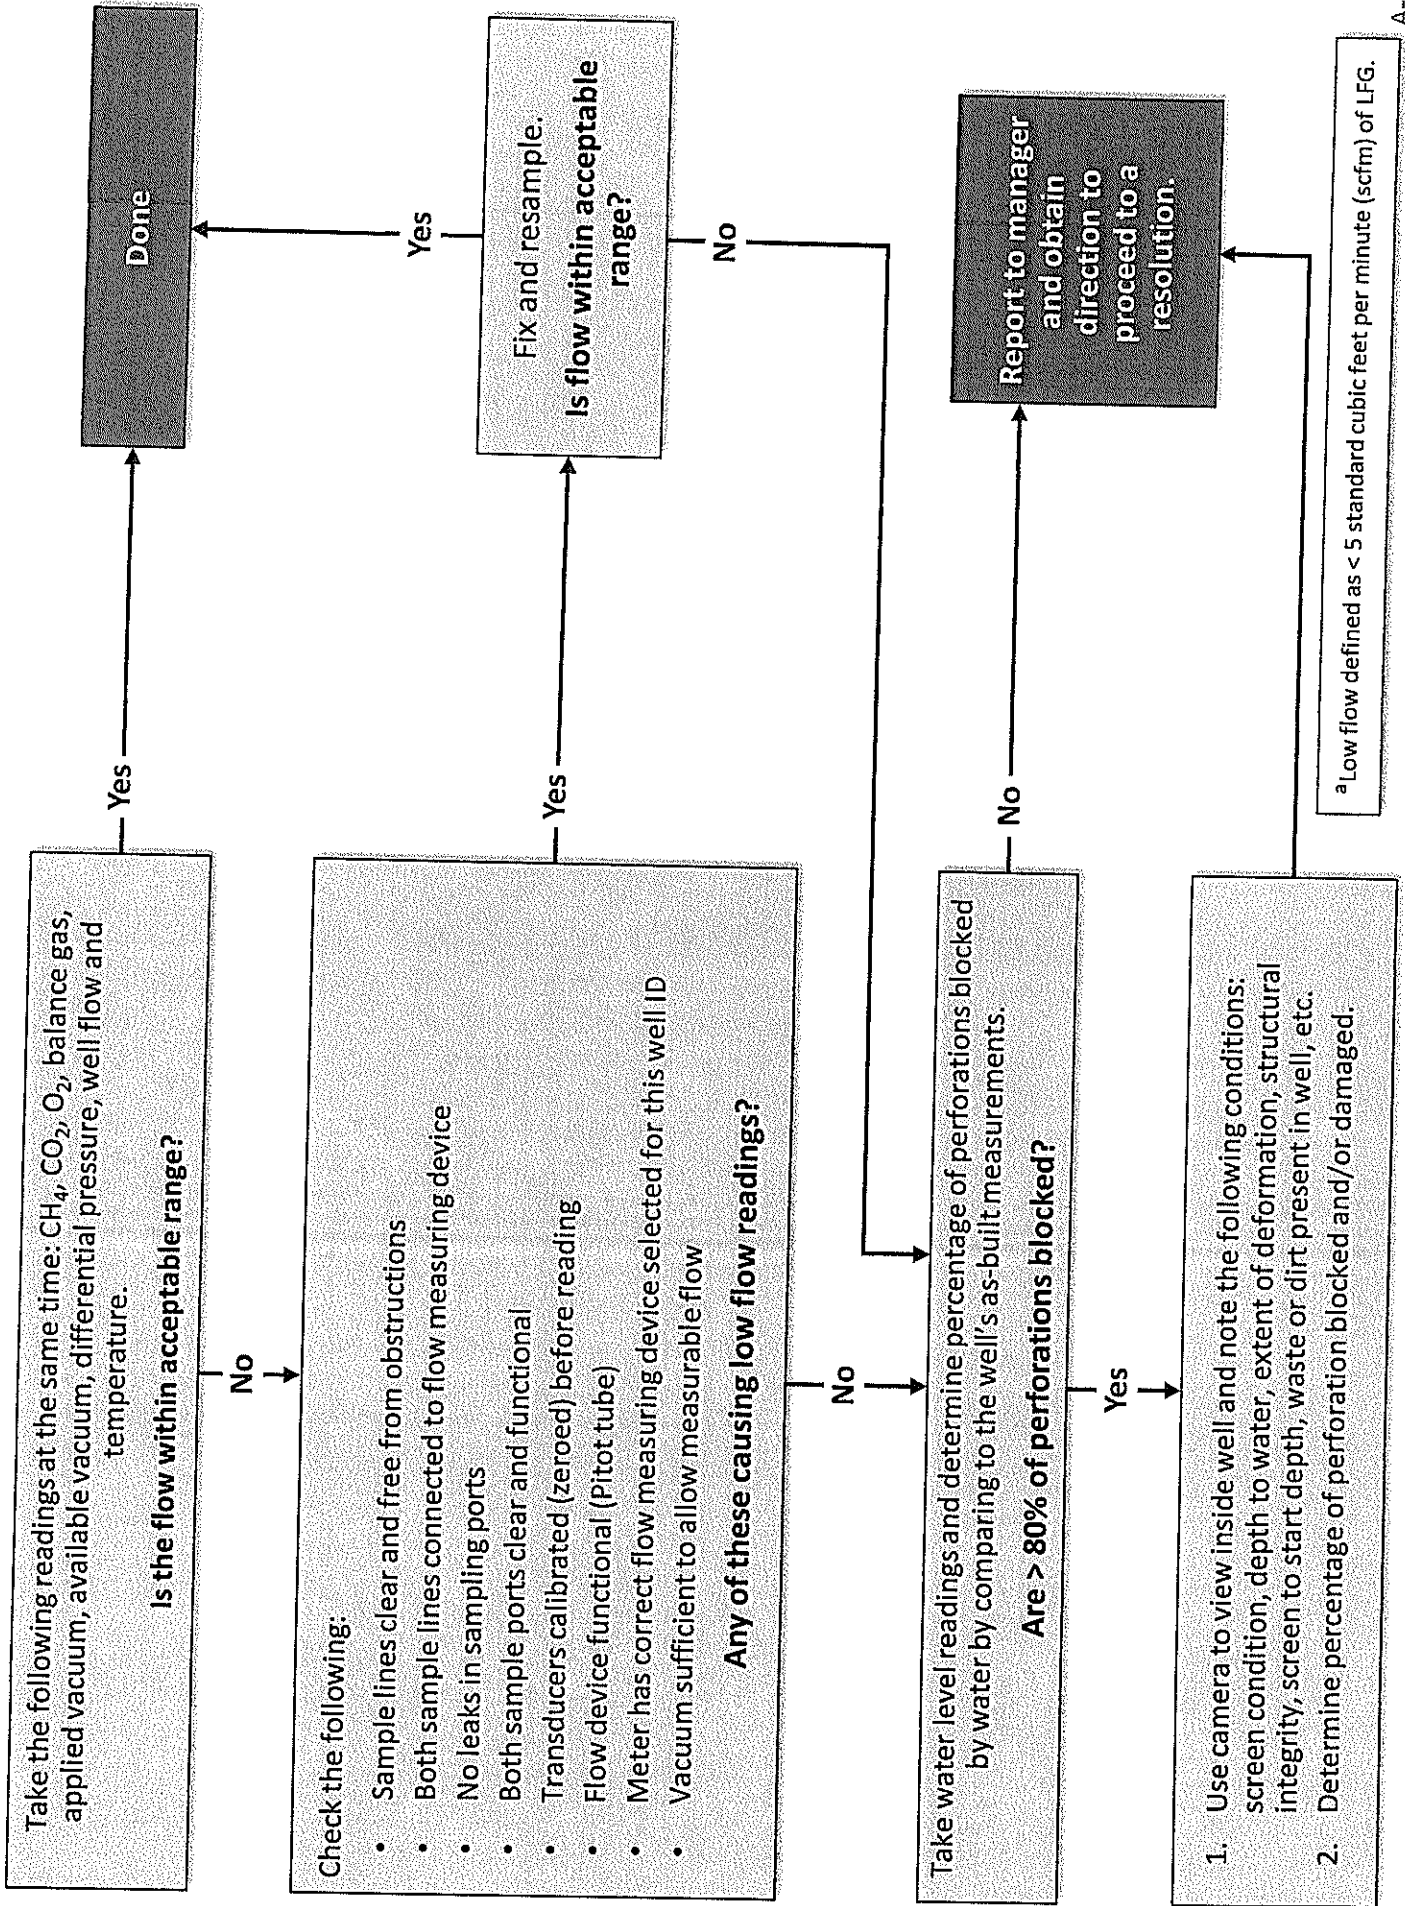 Take the following readings at the same time: CH4, CO2, O2, balance gas,
applied vacuum, available vacuum, differential pressure, well flow and
temperature.
Is the flow within acceptable range?
Yes
Done
No
Check the following:
• Sample lines clear and free from obstructions
• Both sample lines connected to flow measuring device
• No leaks in sampling ports
• Both sample ports clear and functional
• Transducers calibrated (zeroed) before reading
• Flow device functional (Pitot tube)
• Meter has correct flow measuring device selected for this well ID
• Vacuum sufficient to allow measurable flow
Any of these causing low flow readings?
Yes
Fix and resample.
Is flow within acceptable
range?
Yes
No
No
Take water level readings and determine percentage of perforations blocked
by water by comparing to the well's as-built measurements.
Are > 80% of perforations blocked?
No
Report to manager
and obtain
direction to
proceed to a
resolution.
Yes
1. Use camera to view inside well and note the following conditions:
screen condition, depth to water, extent of deformation, structural
integrity, screen to start depth, waste or dirt present in well, etc.
2. Determine percentage of perforation blocked and/or damaged.
a Low flow defined as < 5 standard cubic feet per minute (scfm) of LFG.